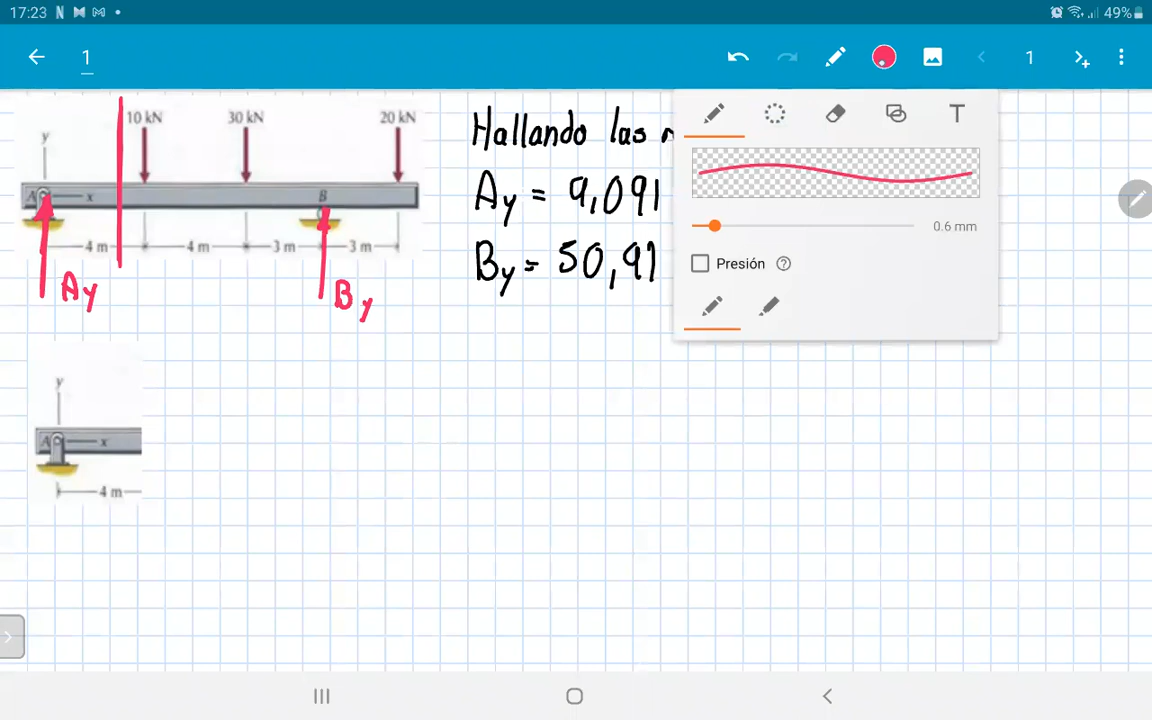 17:23
49%
1
1
y
10 kN
30 kN
20 kN
A
x
B
4 m
4 m
3 m
3 m
Ay
By
Hallando las
Ay = 9,091
By = 50,91
T
0.6 mm
Presión
?
y
A
x
4 m